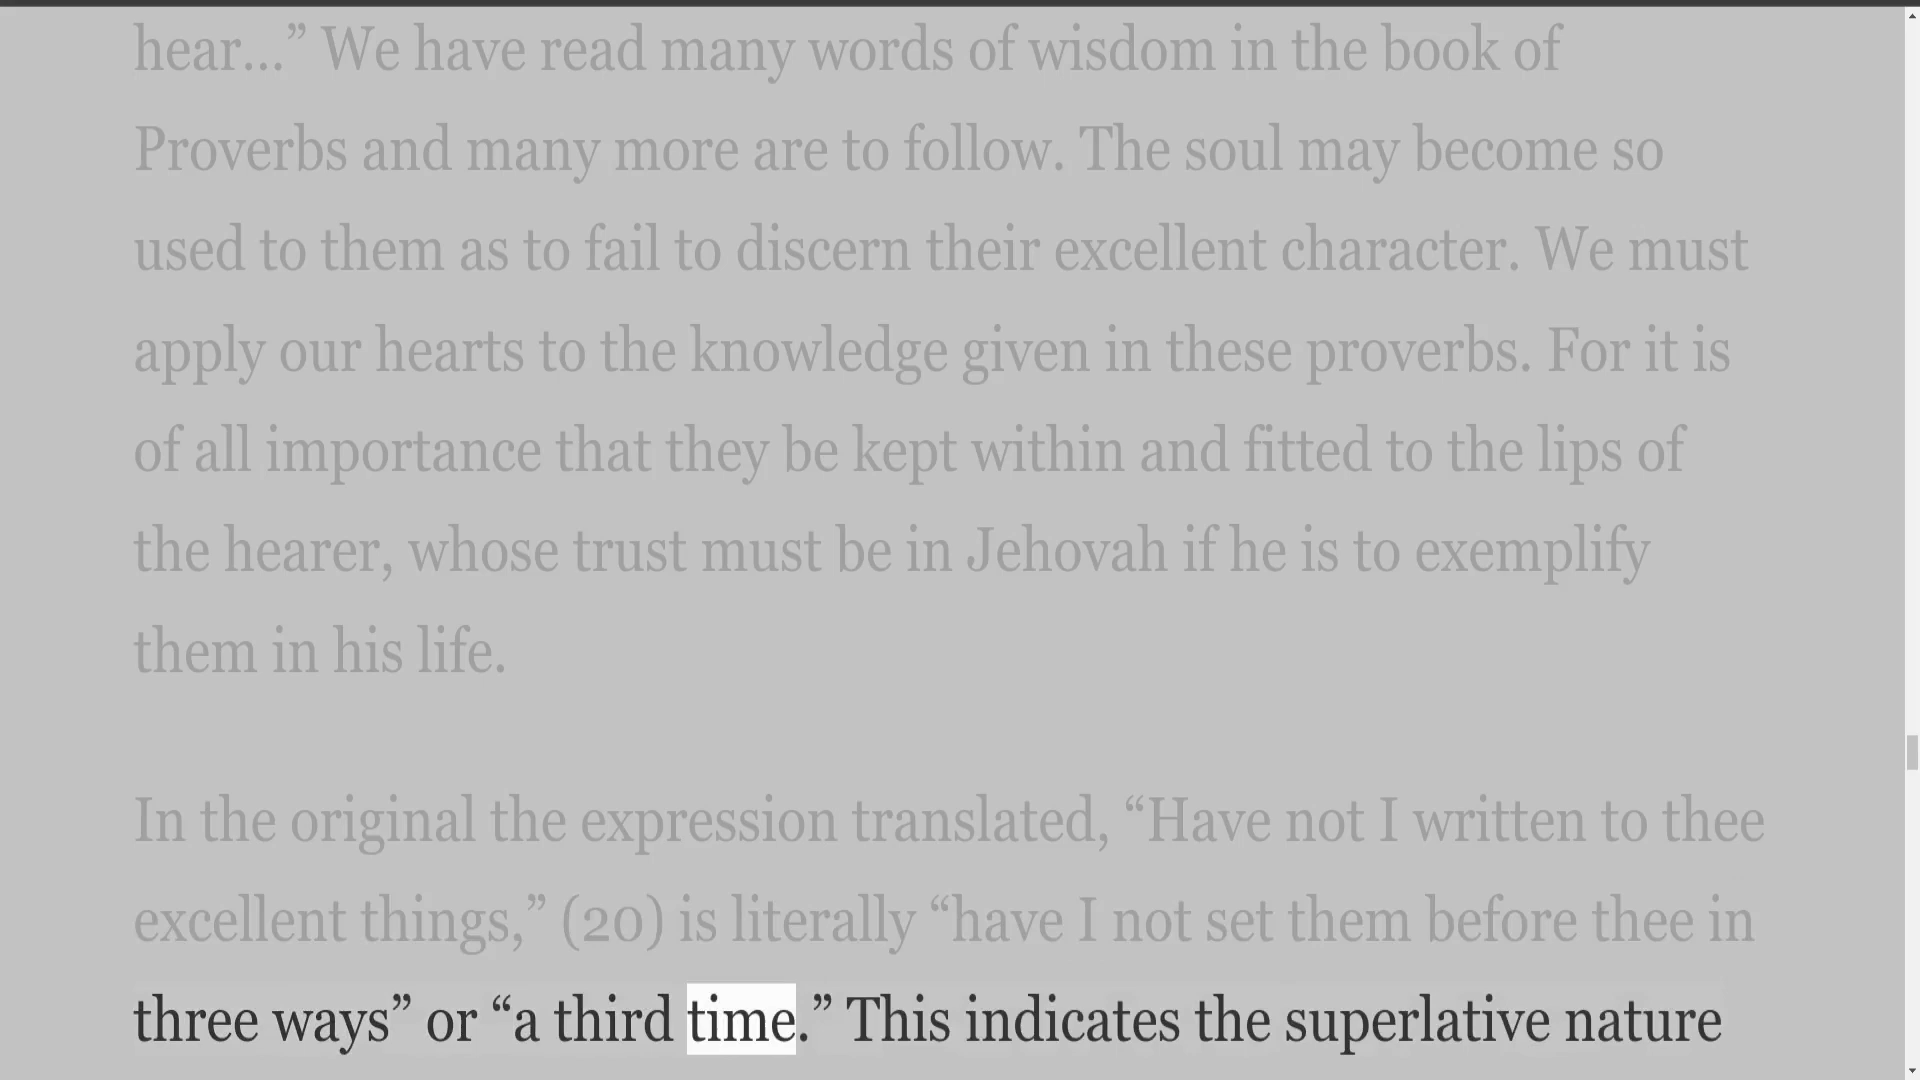 hear...” We have read many words of wisdom in the book of
Proverbs and many more are to follow. The soul may become so
used to them as to fail to discern their excellent character. We must
apply our hearts to the knowledge given in these proverbs. For it is
of all importance that they be kept within and fitted to the lips of
the hearer, whose trust must be in Jehovah if he is to exemplify
them in his life.
In the original the expression translated, “Have not I written to thee
excellent things,” (20) is literally “have I not set them before thee in
three ways” or “a third time.” This indicates the superlative nature